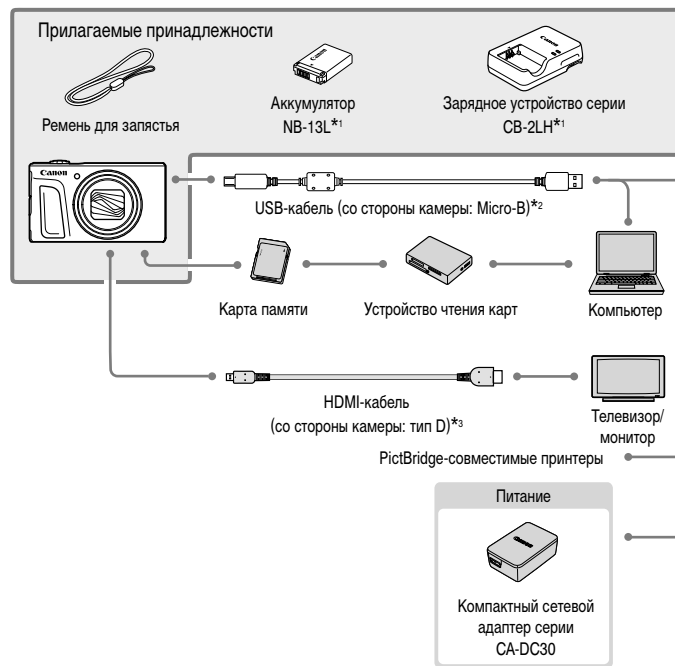 Прилагаемые принадлежности
Ремень для запястья
Аккумулятор
NB-13L*1
Зарядное устройство серии
CB-2LH*1
Canon
USB-кабель (со стороны камеры: Micro-B)*2
Карта памяти
Устройство чтения карт
Компьютер
HDMI-кабель
(со стороны камеры: тип D)*3
Телевизор/
монитор
PictBridge-совместимые принтеры
Питание
Canon
Компактный сетевой
адаптер серии
CA-DC30